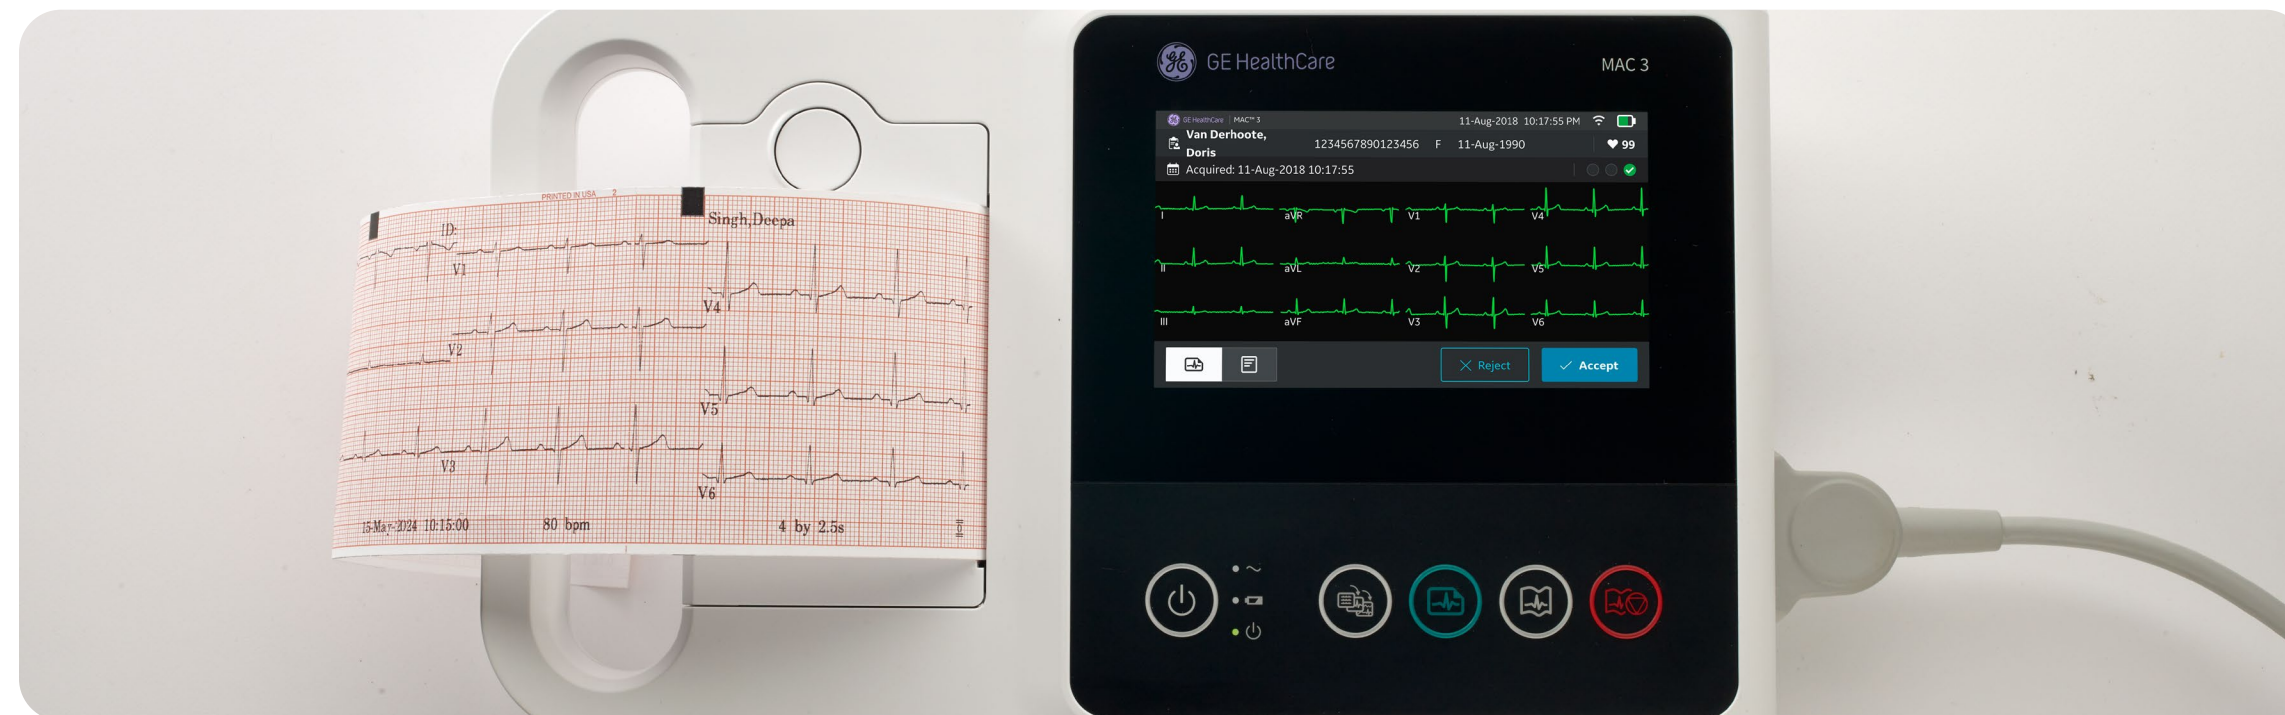 PRINTED IN USA 2
ID:
Singh,Deepa
V1
V4
V2
V5
V3
V6
15-May-2024 10:15:00 80 bpm 4 by 2.5s
GE HealthCare
MAC 3
GE HealthCare MAC™ 3 11-Aug-2018 10:17:55 PM
Van Derhoote,
Doris 1234567890123456 F 11-Aug-1990 99
Acquired: 11-Aug-2018 10:17:55
I aVR V1 V4
II aVL V2 V5
III aVF V3 V6
Reject Accept